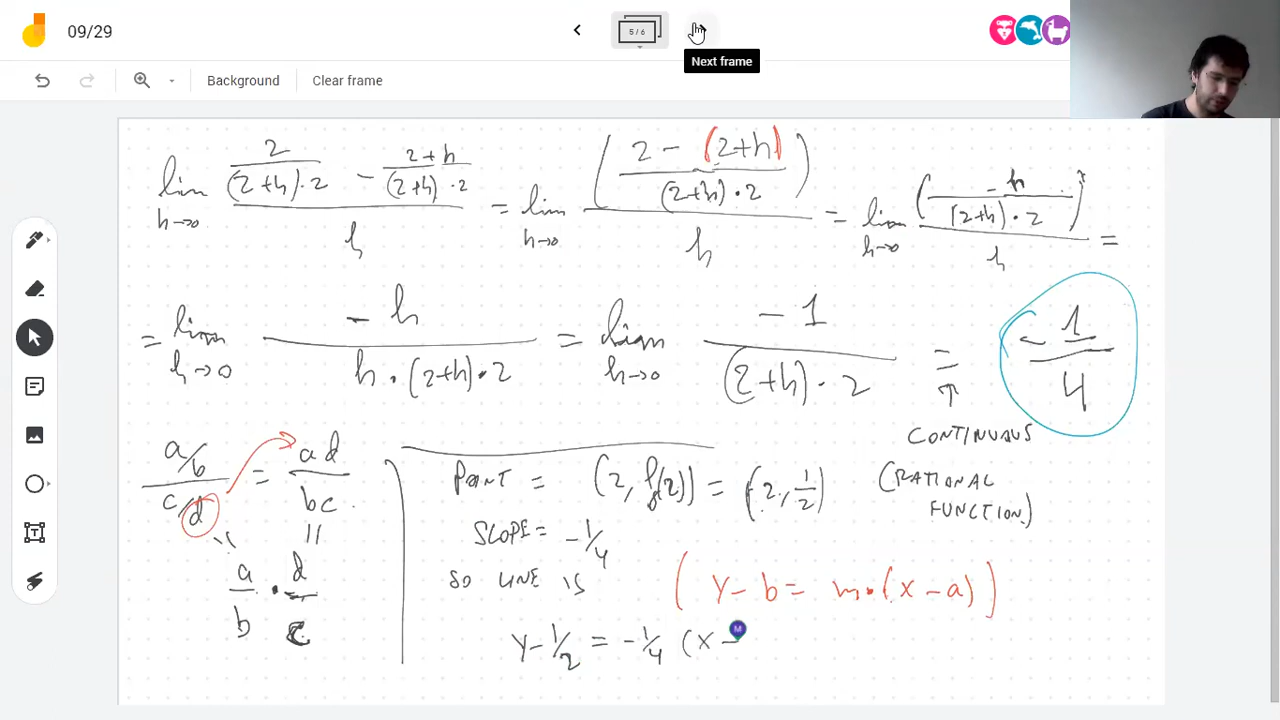 09/29
5 / 6
Next frame
Background
Clear frame
lim h→0 (2/((2+h)·2) − (2+h)/((2+h)·2))/h = lim h→0 ((2 − (2+h))/((2+h)·2))/h = lim h→0 (−h/((2+h)·2))/h =
= lim h→0 −h/(h·(2+h)·2) = lim h→0 −1/((2+h)·2) = −1/4
↑
CONTINUOUS
(RATIONAL
FUNCTION)
(a/b)/(c/d) = ad/bc
= a/b · d/c
POINT = (2, f(2)) = (2, 1/2)
SLOPE = −1/4
SO LINE IS
(Y − b = m·(x − a))
Y − 1/2 = −1/4 (X −
M